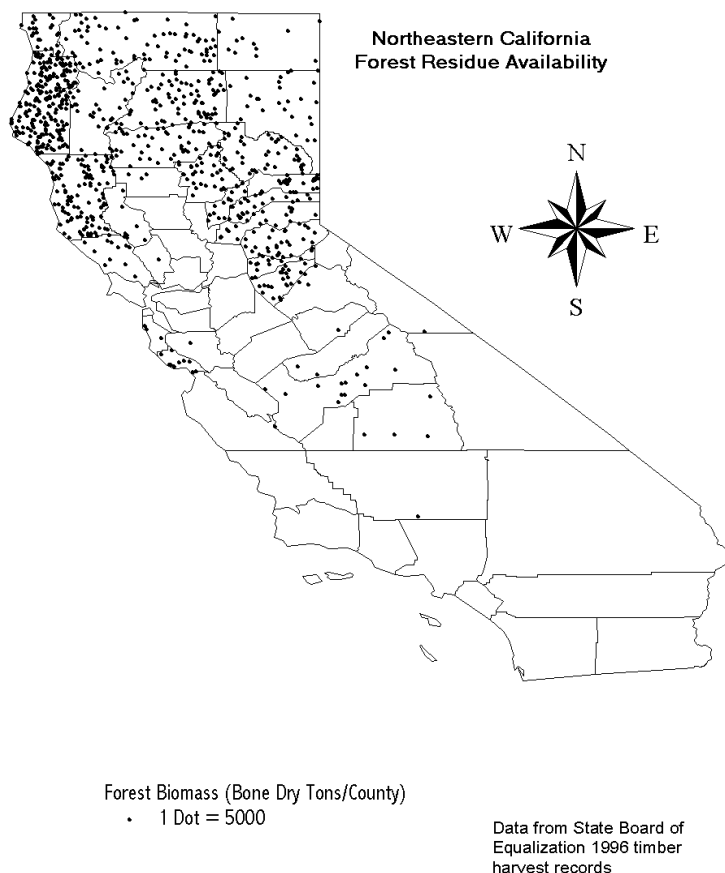 Northeastern California
Forest Residue Availability
N
W
E
S
Forest Biomass (Bone Dry Tons/County)
1 Dot = 5000
Data from State Board of
Equalization 1996 timber
harvest records